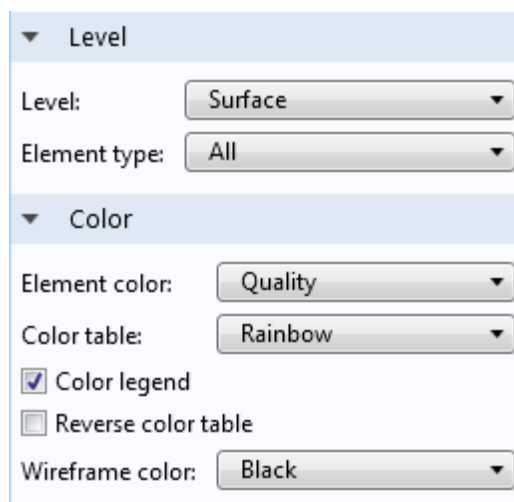 Level
Level: Surface
Element type: All
Color
Element color: Quality
Color table: Rainbow
Color legend
Reverse color table
Wireframe color: Black